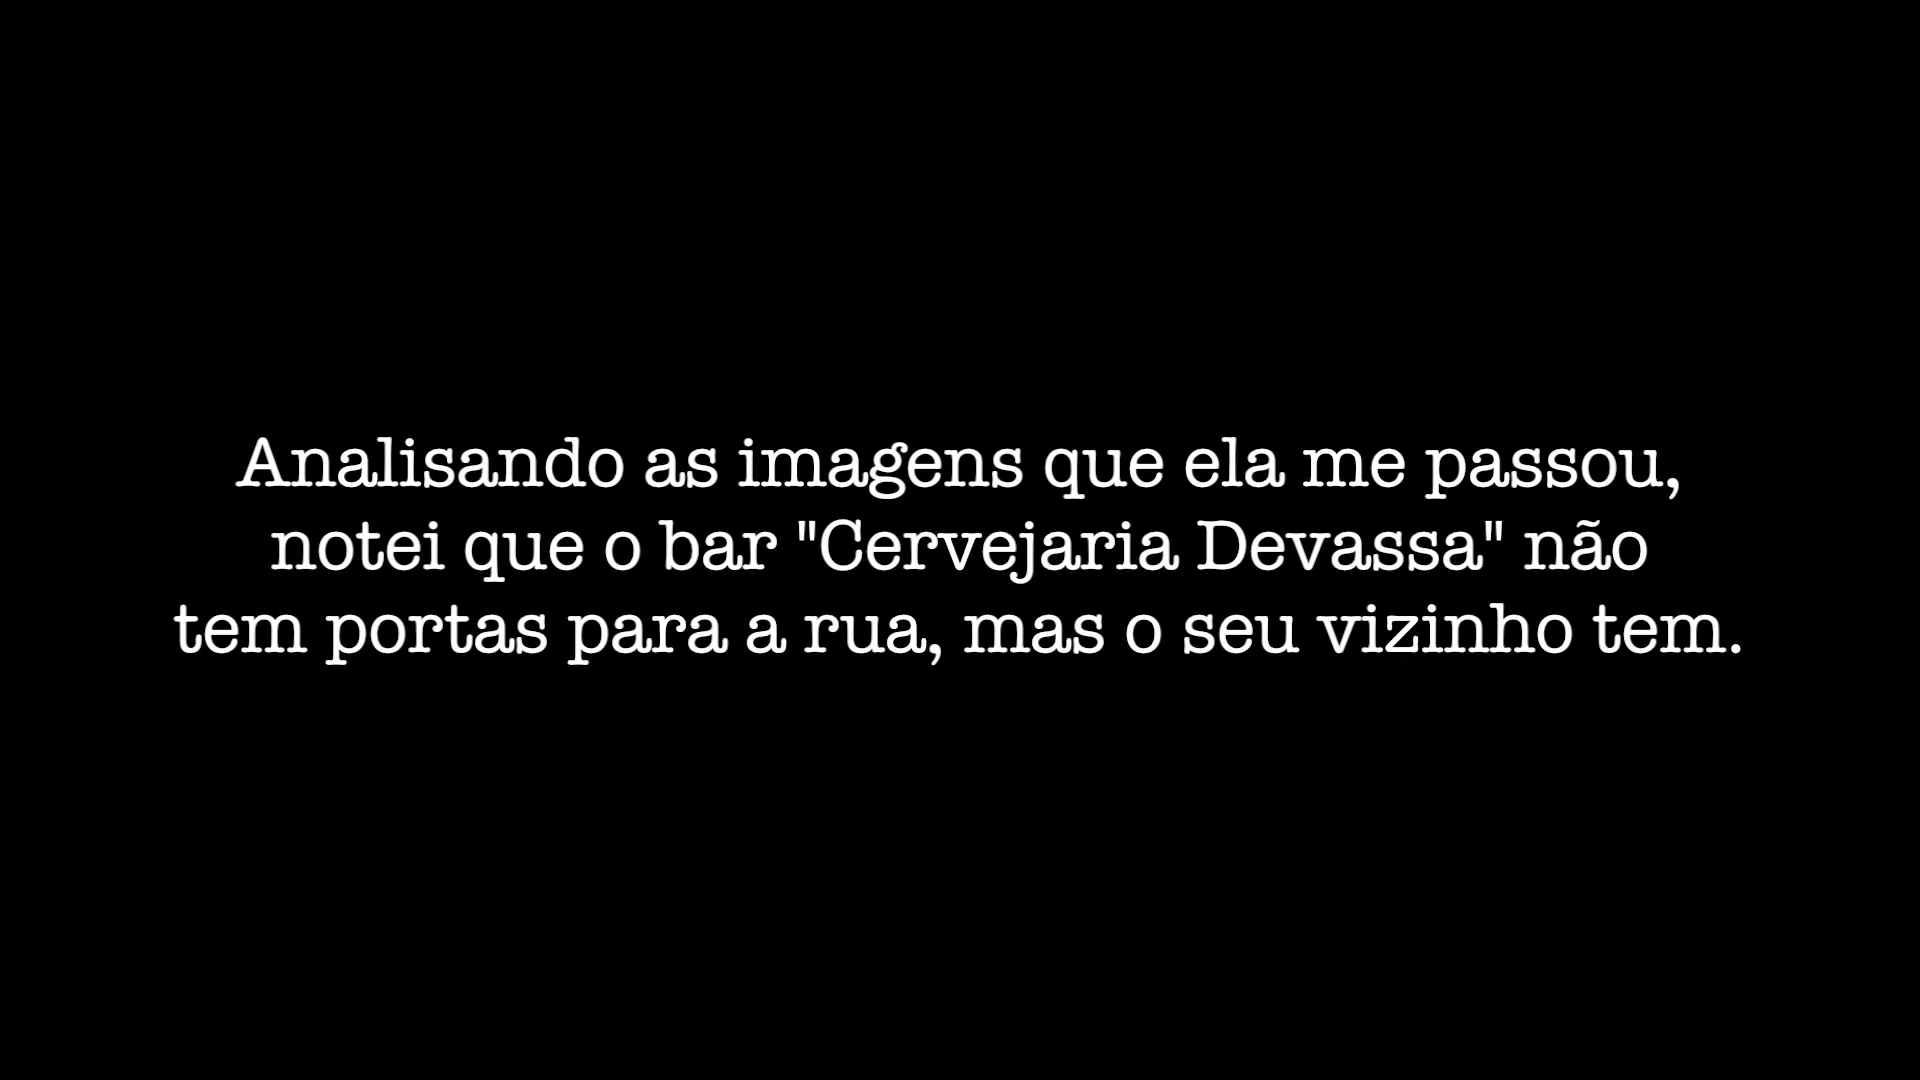 Analisando as imagens que ela me passou,
notei que o bar "Cervejaria Devassa" não
tem portas para a rua, mas o seu vizinho tem.